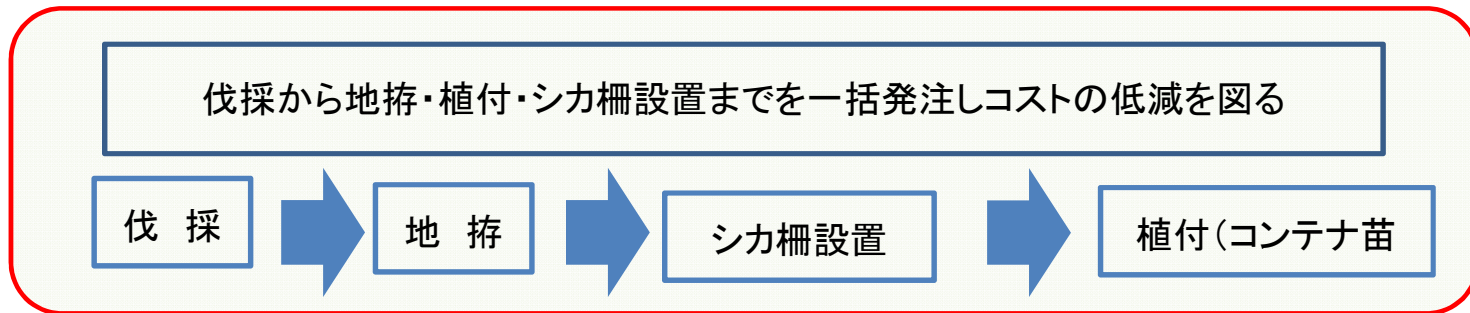 伐採から地拵・植付・シカ柵設置までを一括発注しコストの低減を図る
伐　採
地　拵
シカ柵設置
植付(コンテナ苗